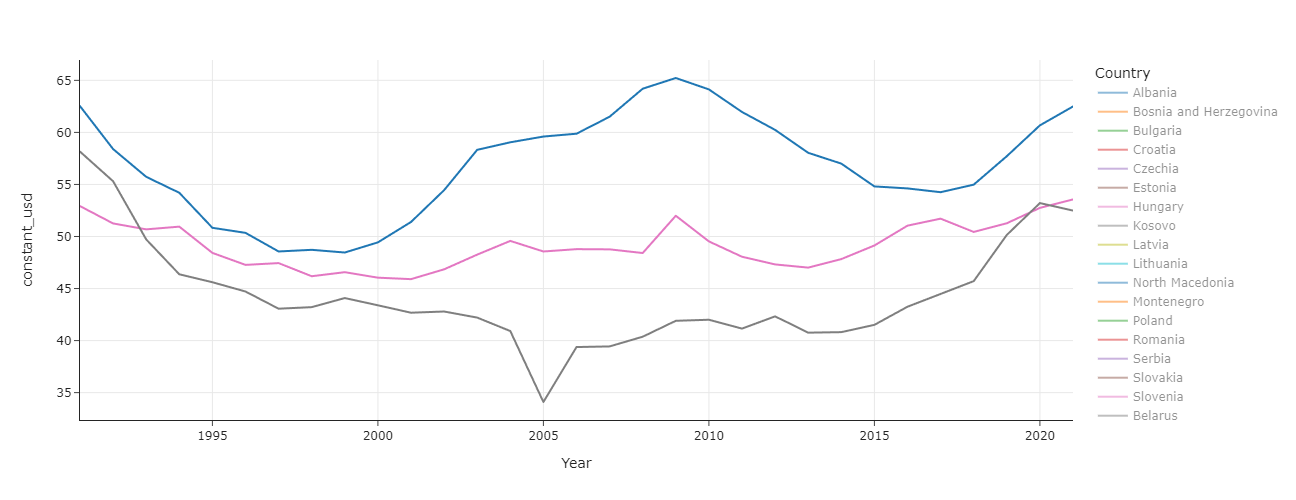 constant_usd
65
60
55
50
45
40
35
1995 2000 2005 2010 2015 2020
Year
Country
Albania
Bosnia and Herzegovina
Bulgaria
Croatia
Czechia
Estonia
Hungary
Kosovo
Latvia
Lithuania
North Macedonia
Montenegro
Poland
Romania
Serbia
Slovakia
Slovenia
Belarus